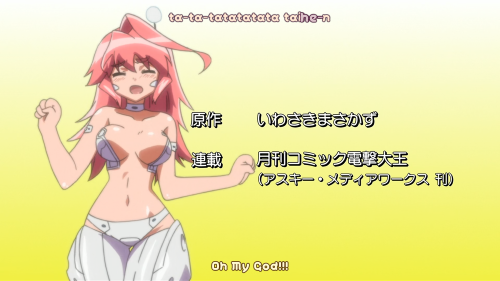 ta-ta-tatatatata taihe-n
原作 いわさきまさかず
連載 月刊コミック電撃大王
(アスキー・メディアワークス 刊)
Oh My God!!!